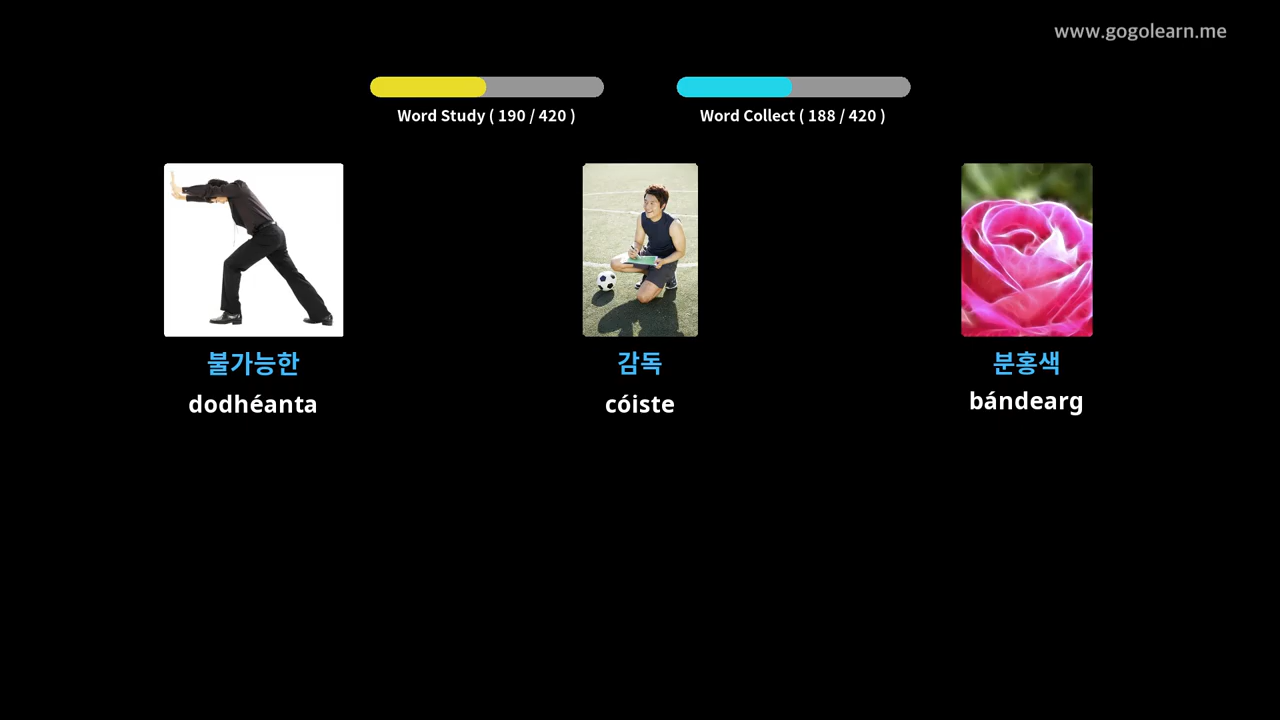 www.gogolearn.me
Word Study ( 190 / 420 )
Word Collect ( 188 / 420 )
불가능한
감독
분홍색
dodhéanta
cóiste
bándearg